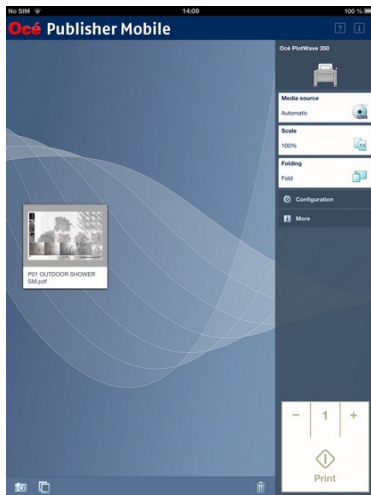 No SIM 14:09 100 %
Océ Publisher Mobile ? i
Océ PlotWave 350
Media source
Automatic
Scale
100%
Folding
Fold
Configuration
i More
P01 OUTDOOR SHOWER
SM.pdf
− 1 +
Print